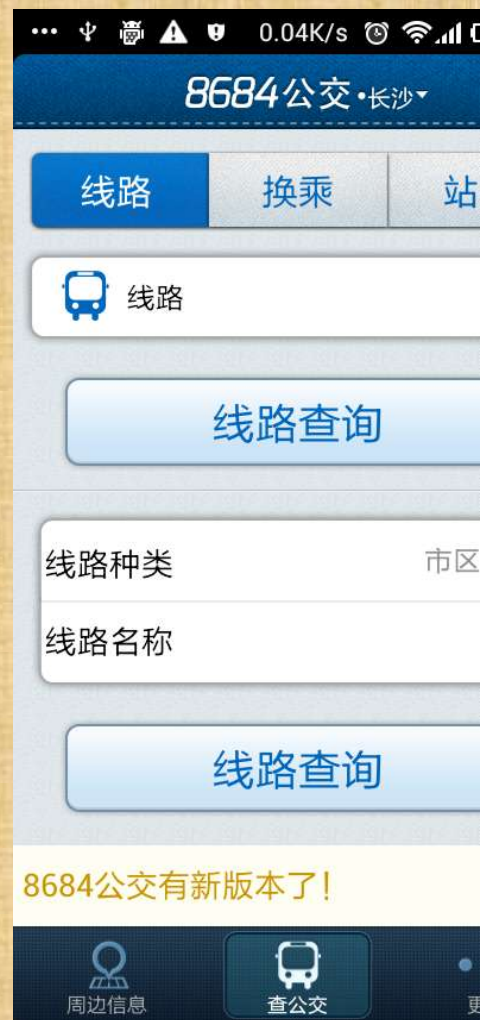 0.04K/s
8684公交•长沙
线路 换乘 站
线路
线路查询
线路种类 市区
线路名称
线路查询
8684公交有新版本了！
周边信息 查公交 更